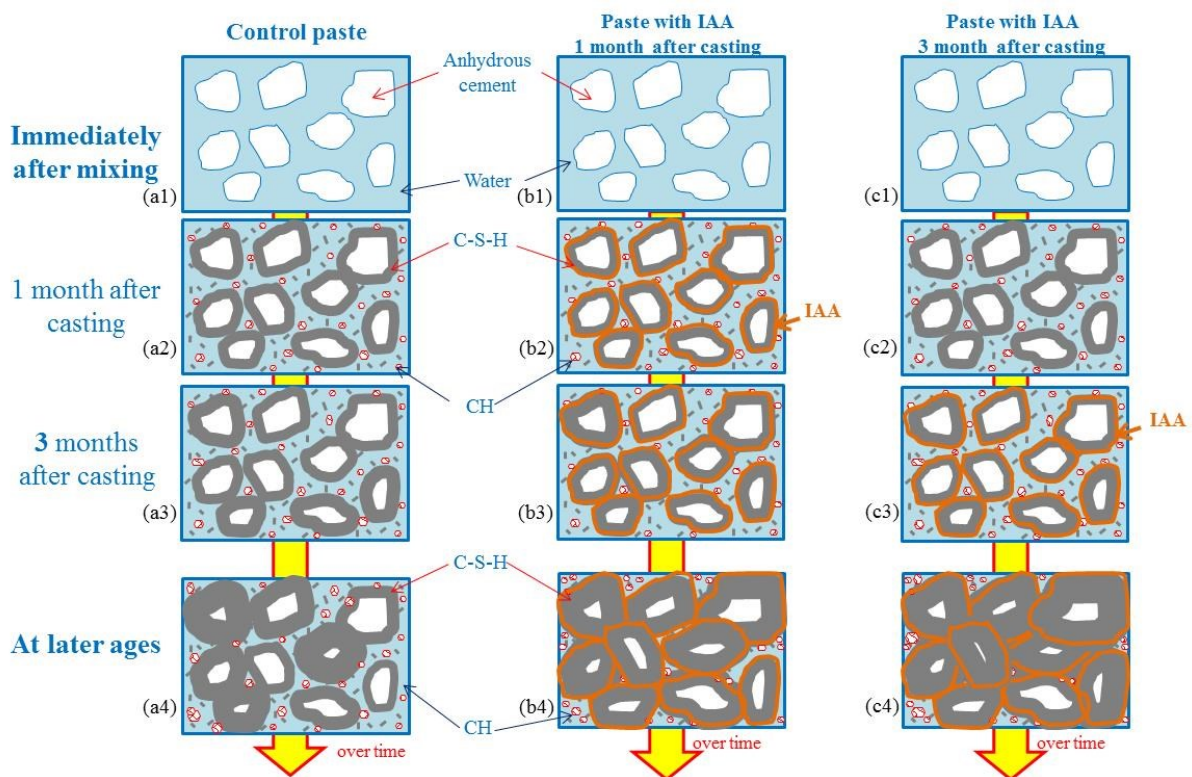 Control paste
Paste with IAA
1 month after casting
Paste with IAA
3 month after casting
Immediately
after mixing
Anhydrous
cement
Water
(a1)
(b1)
(c1)
1 month after
casting
C-S-H
IAA
CH
(a2)
(b2)
(c2)
3 months
after casting
IAA
(a3)
(b3)
(c3)
At later ages
C-S-H
CH
(a4)
(b4)
(c4)
over time
over time
over time